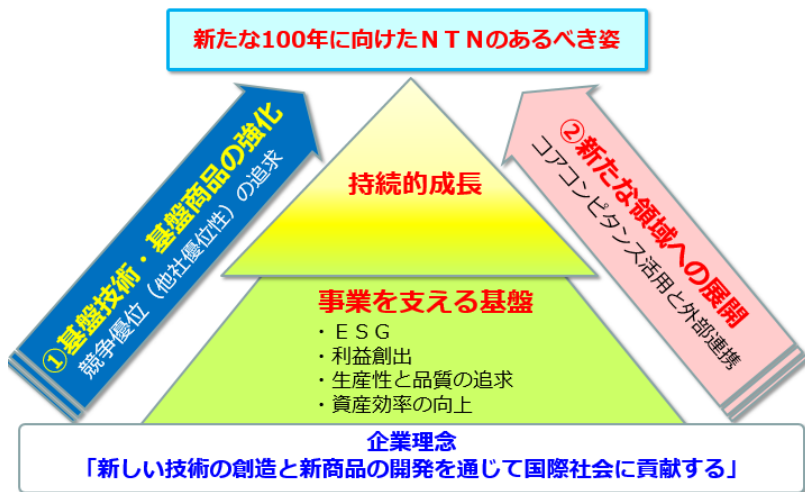 新たな100年に向けたＮＴＮのあるべき姿
①基盤技術・基盤商品の強化
競争優位（他社優位性）の追求
②新たな領域への展開
コアコンピタンス活用と外部連携
持続的成長
事業を支える基盤
・ＥＳＧ
・利益創出
・生産性と品質の追求
・資産効率の向上
企業理念
「新しい技術の創造と新商品の開発を通じて国際社会に貢献する」